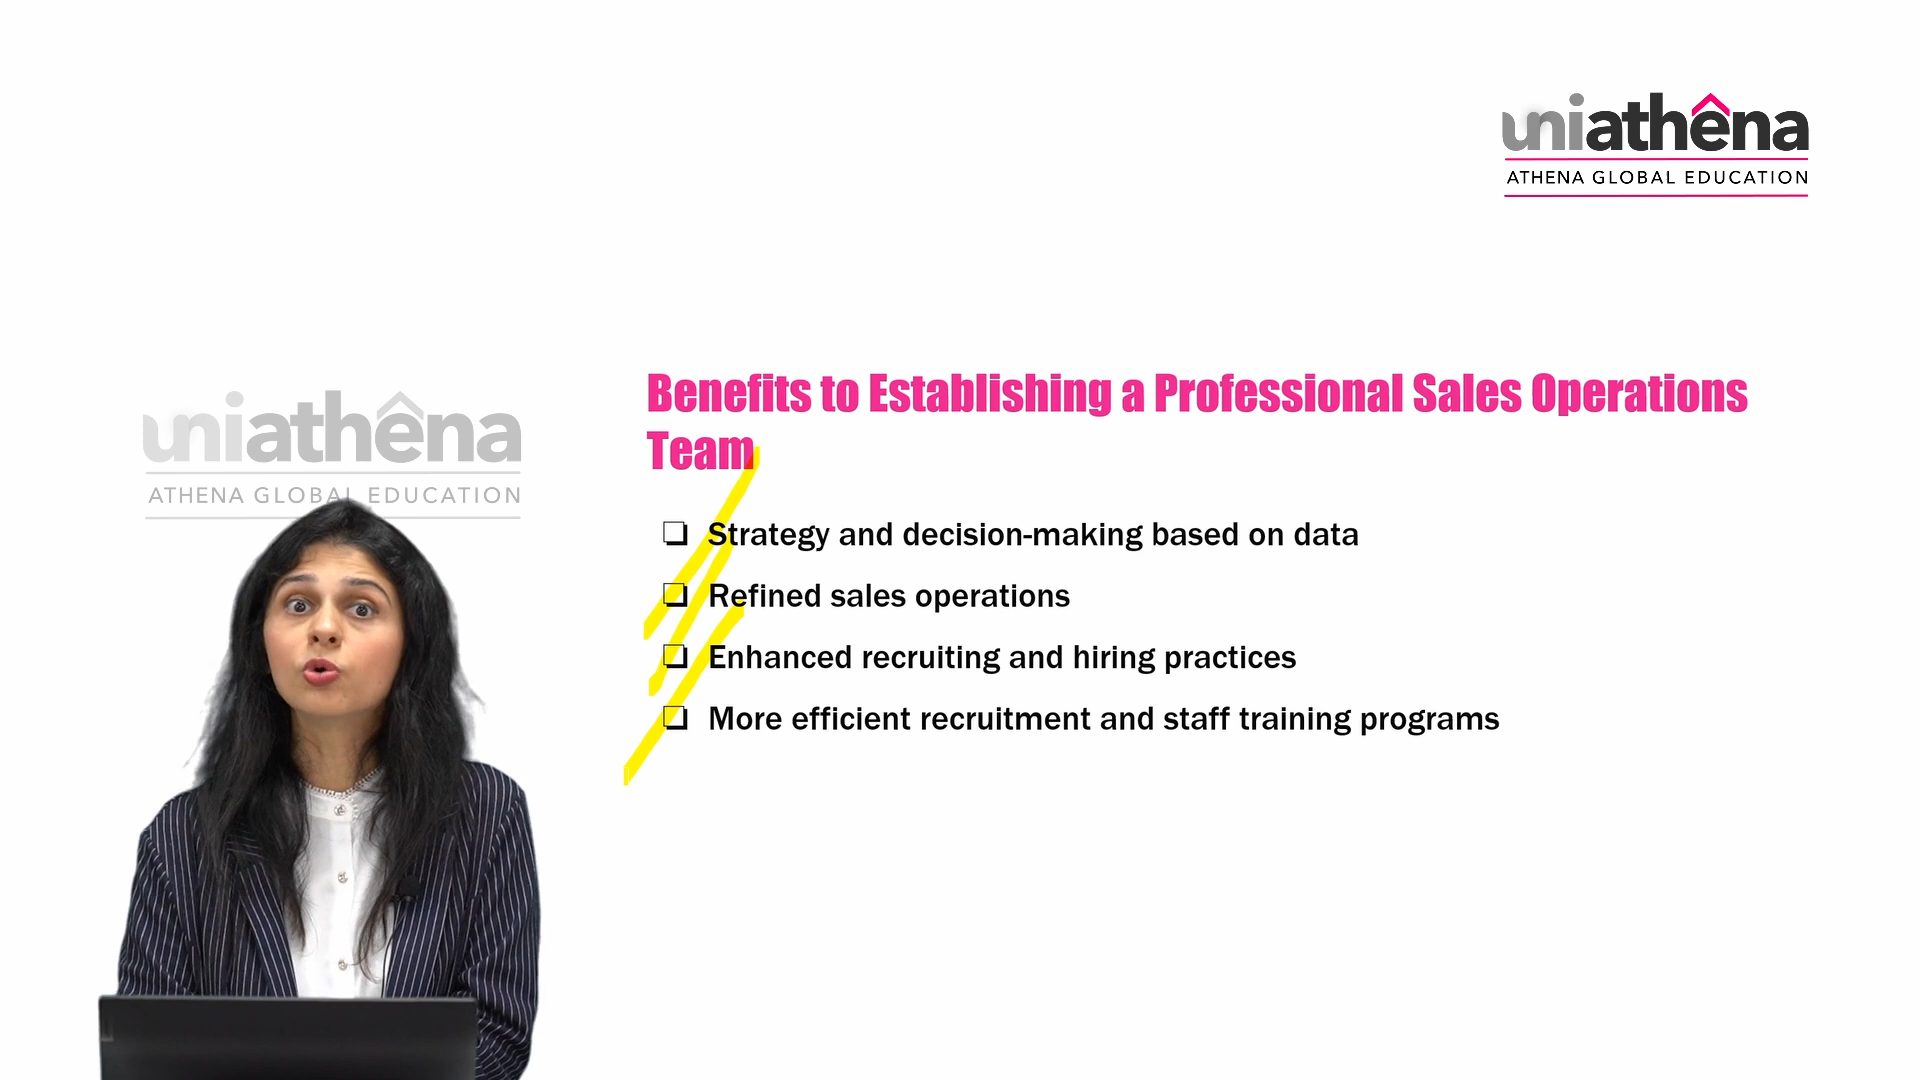 uniathena
ATHENA GLOBAL EDUCATION
Benefits to Establishing a Professional Sales Operations
Team
uniathena
ATHENA GLOBAL EDUCATION
❏ Strategy and decision-making based on data
❏ Refined sales operations
❏ Enhanced recruiting and hiring practices
❏ More efficient recruitment and staff training programs